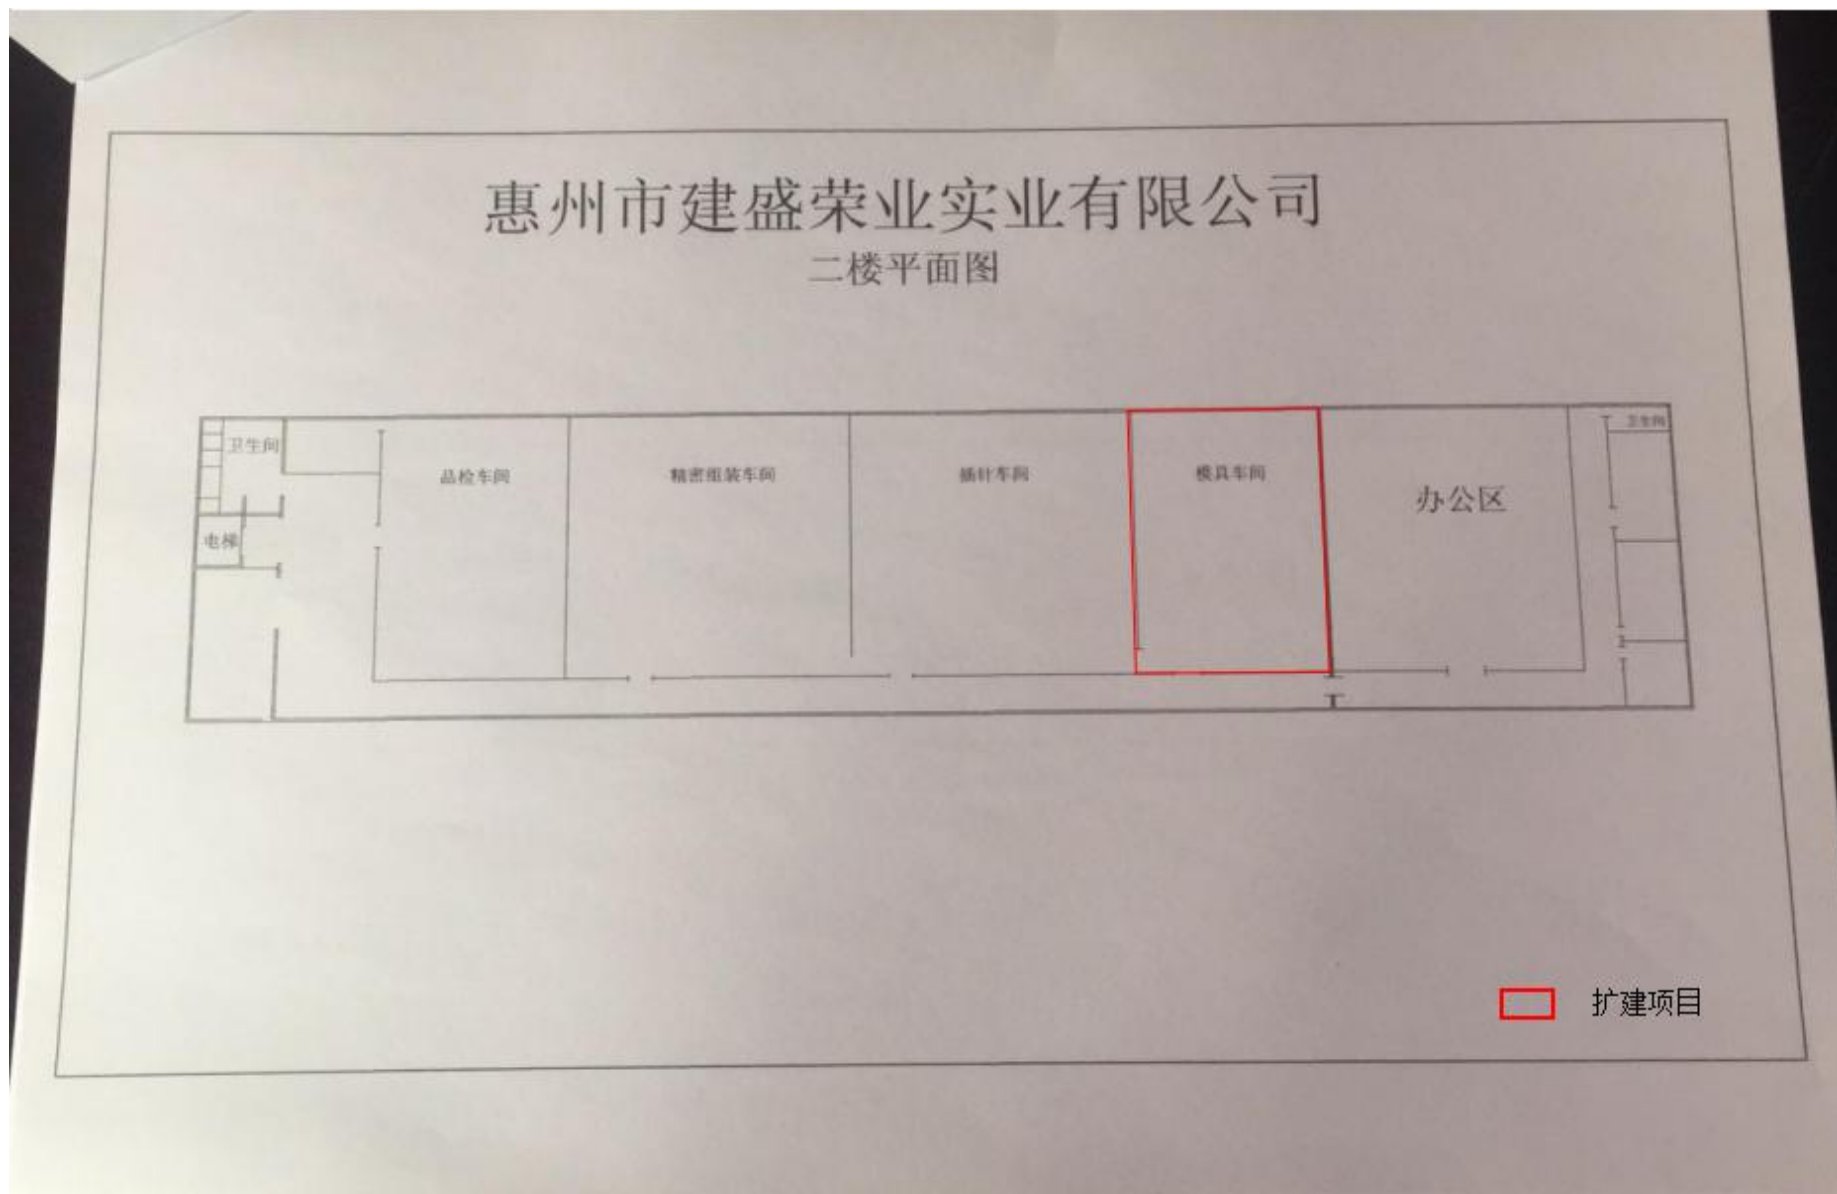 惠州市建盛荣业实业有限公司
二楼平面图
卫生间
卫生间
品检车间
精密组装车间
插针车间
模具车间
办公区
电梯
扩建项目